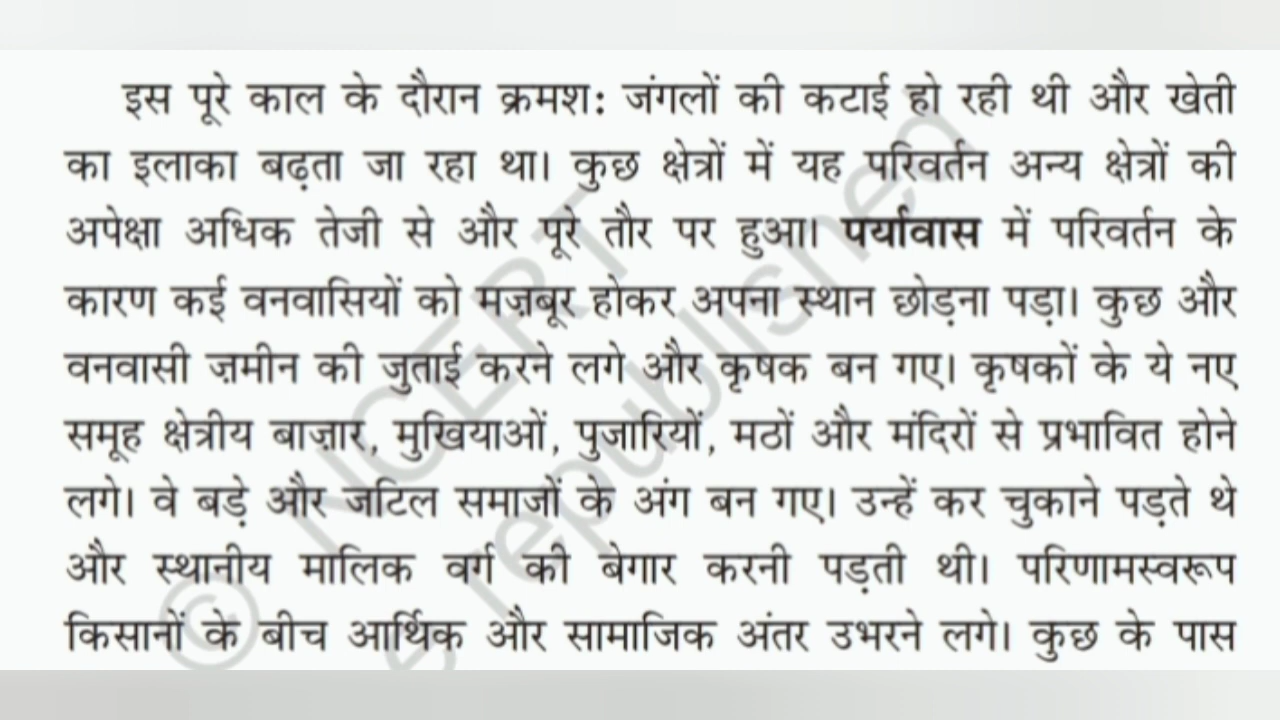 इस पूरे काल के दौरान क्रमश: जंगलों की कटाई हो रही थी और खेती
का इलाका बढ़ता जा रहा था। कुछ क्षेत्रों में यह परिवर्तन अन्य क्षेत्रों की
अपेक्षा अधिक तेजी से और पूरे तौर पर हुआ। पर्यावास में परिवर्तन के
कारण कई वनवासियों को मज़बूर होकर अपना स्थान छोड़ना पड़ा। कुछ और
वनवासी ज़मीन की जुताई करने लगे और कृषक बन गए। कृषकों के ये नए
समूह क्षेत्रीय बाज़ार, मुखियाओं, पुजारियों, मठों और मंदिरों से प्रभावित होने
लगे। वे बड़े और जटिल समाजों के अंग बन गए। उन्हें कर चुकाने पड़ते थे
और स्थानीय मालिक वर्ग की बेगार करनी पड़ती थी। परिणामस्वरूप
किसानों के बीच आर्थिक और सामाजिक अंतर उभरने लगे। कुछ के पास
© NCERT
republished